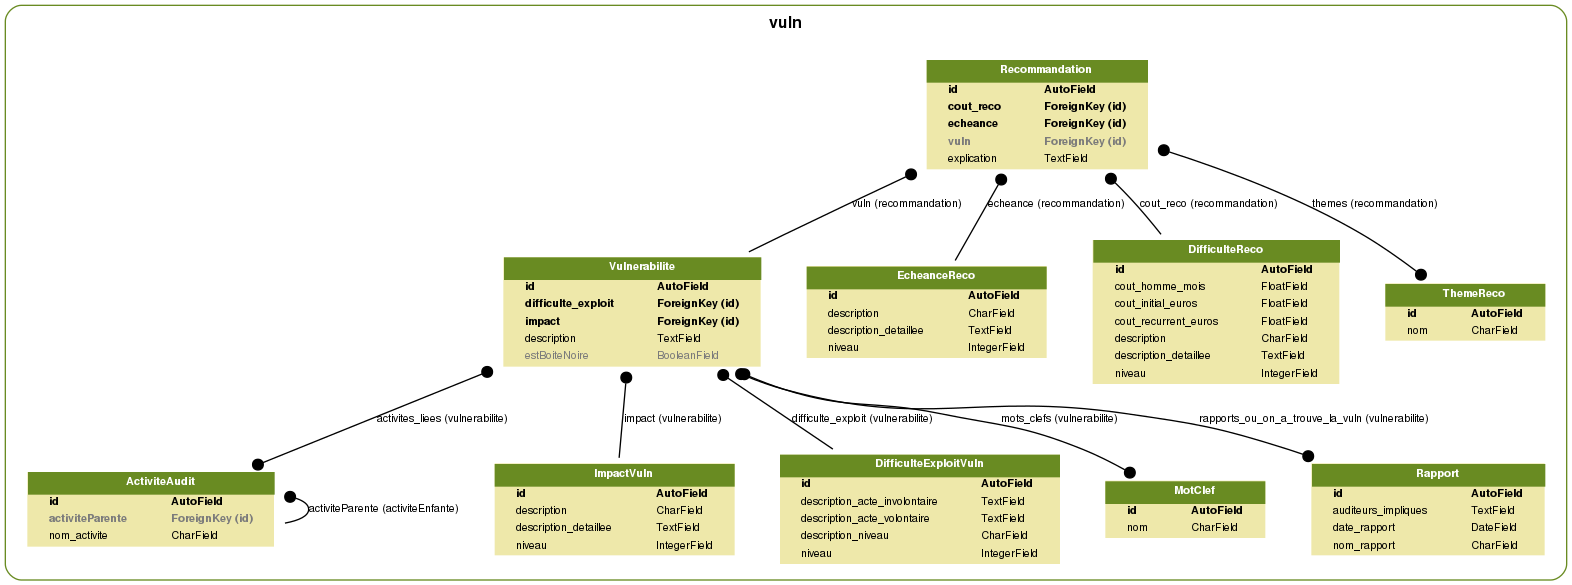 vuln
Recommandation
id AutoField
cout_reco ForeignKey (id)
echeance ForeignKey (id)
vuln ForeignKey (id)
explication TextField
vuln (recommandation)
echeance (recommandation)
cout_reco (recommandation)
themes (recommandation)
Vulnerabilite
id AutoField
difficulte_exploit ForeignKey (id)
impact ForeignKey (id)
description TextField
estBoiteNoire BooleanField
EcheanceReco
id AutoField
description CharField
description_detaillee TextField
niveau IntegerField
DifficulteReco
id AutoField
cout_homme_mois FloatField
cout_initial_euros FloatField
cout_recurrent_euros FloatField
description CharField
description_detaillee TextField
niveau IntegerField
ThemeReco
id AutoField
nom CharField
activites_liees (vulnerabilite)
impact (vulnerabilite)
difficulte_exploit (vulnerabilite)
mots_clefs (vulnerabilite)
rapports_ou_on_a_trouve_la_vuln (vulnerabilite)
ActiviteAudit
id AutoField
activiteParente ForeignKey (id)
nom_activite CharField
activiteParente (activiteEnfante)
ImpactVuln
id AutoField
description CharField
description_detaillee TextField
niveau IntegerField
DifficulteExploitVuln
id AutoField
description_acte_involontaire TextField
description_acte_volontaire TextField
description_niveau CharField
niveau IntegerField
MotClef
id AutoField
nom CharField
Rapport
id AutoField
auditeurs_impliques TextField
date_rapport DateField
nom_rapport CharField